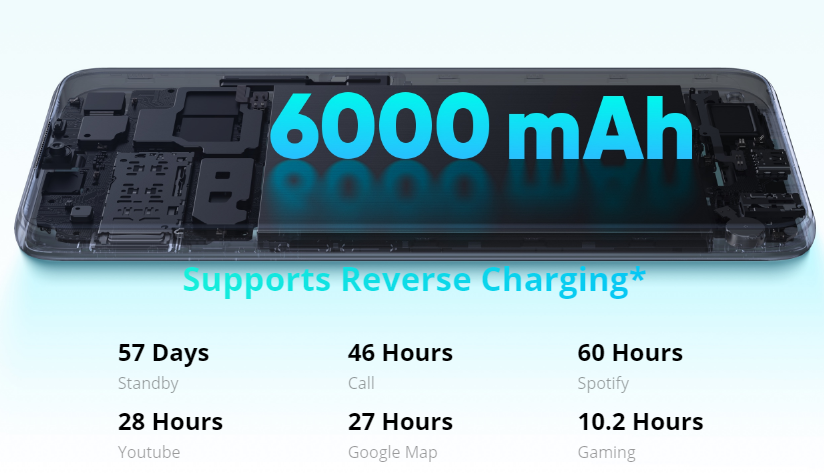 6000 mAh
Supports Reverse Charging*
57 Days
46 Hours
60 Hours
Standby
Call
Spotify
28 Hours
27 Hours
10.2 Hours
Youtube
Google Map
Gaming